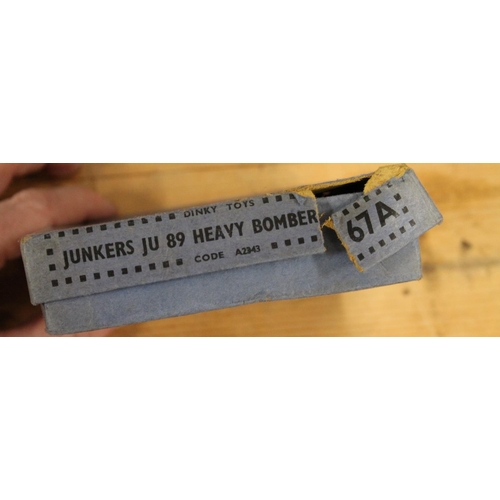 DINKY TOYS
JUNKERS JU 89 HEAVY BOMBER
67A
CODE A2343